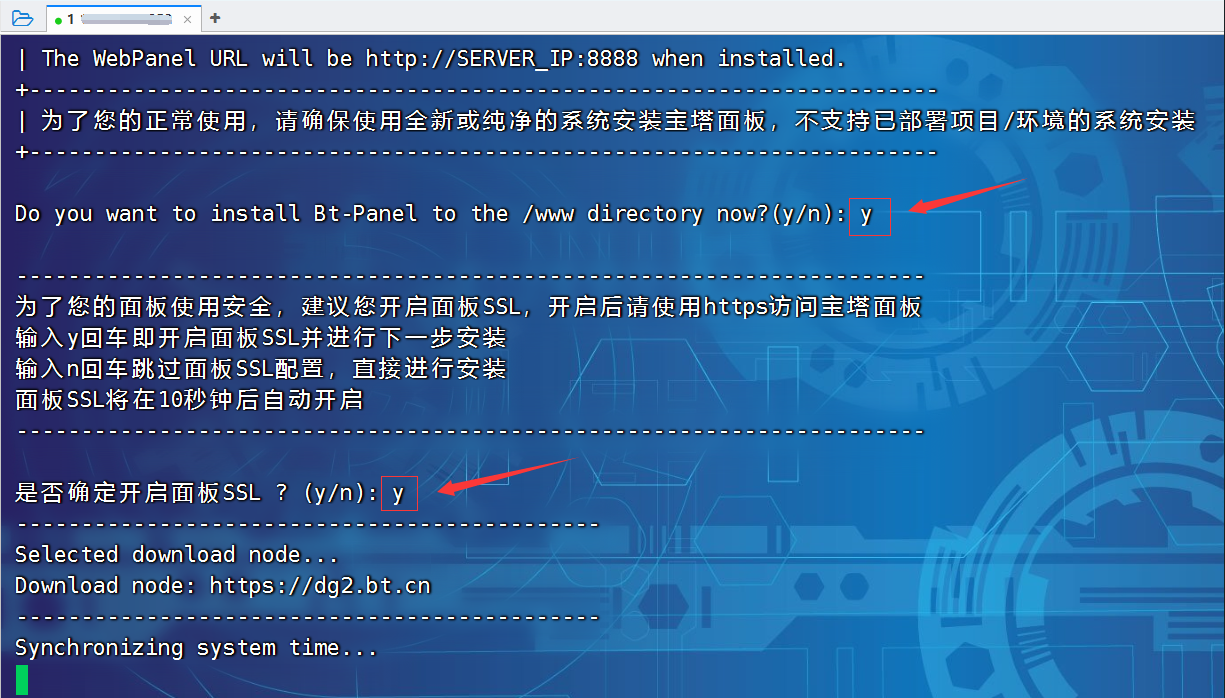 1
| The WebPanel URL will be http://SERVER_IP:8888 when installed.
+----------------------------------------------------------------------
| 为了您的正常使用，请确保使用全新或纯净的系统安装宝塔面板，不支持已部署项目/环境的系统安装
+----------------------------------------------------------------------
Do you want to install Bt-Panel to the /www directory now?(y/n): y
----------------------------------------------------------------------
为了您的面板使用安全，建议您开启面板SSL，开启后请使用https访问宝塔面板
输入y回车即开启面板SSL并进行下一步安装
输入n回车跳过面板SSL配置，直接进行安装
面板SSL将在10秒钟后自动开启
----------------------------------------------------------------------
是否确定开启面板SSL ? (y/n): y
---------------------------------------------
Selected download node...
Download node: https://dg2.bt.cn
---------------------------------------------
Synchronizing system time...